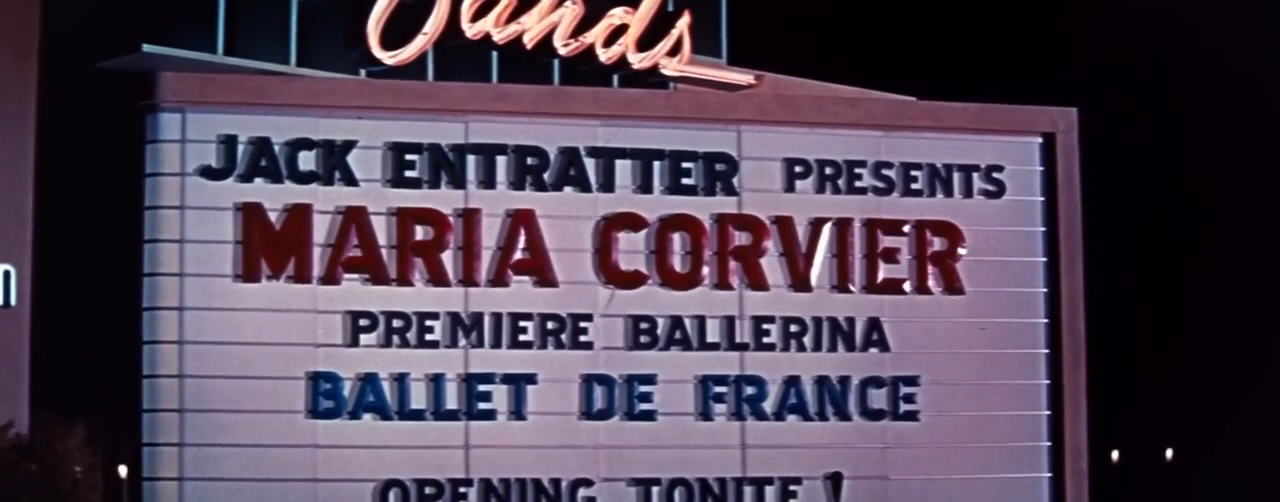 Sands
JACK ENTRATTER PRESENTS
MARIA CORVIER
PREMIERE BALLERINA
BALLET DE FRANCE
OPENING TONITE!